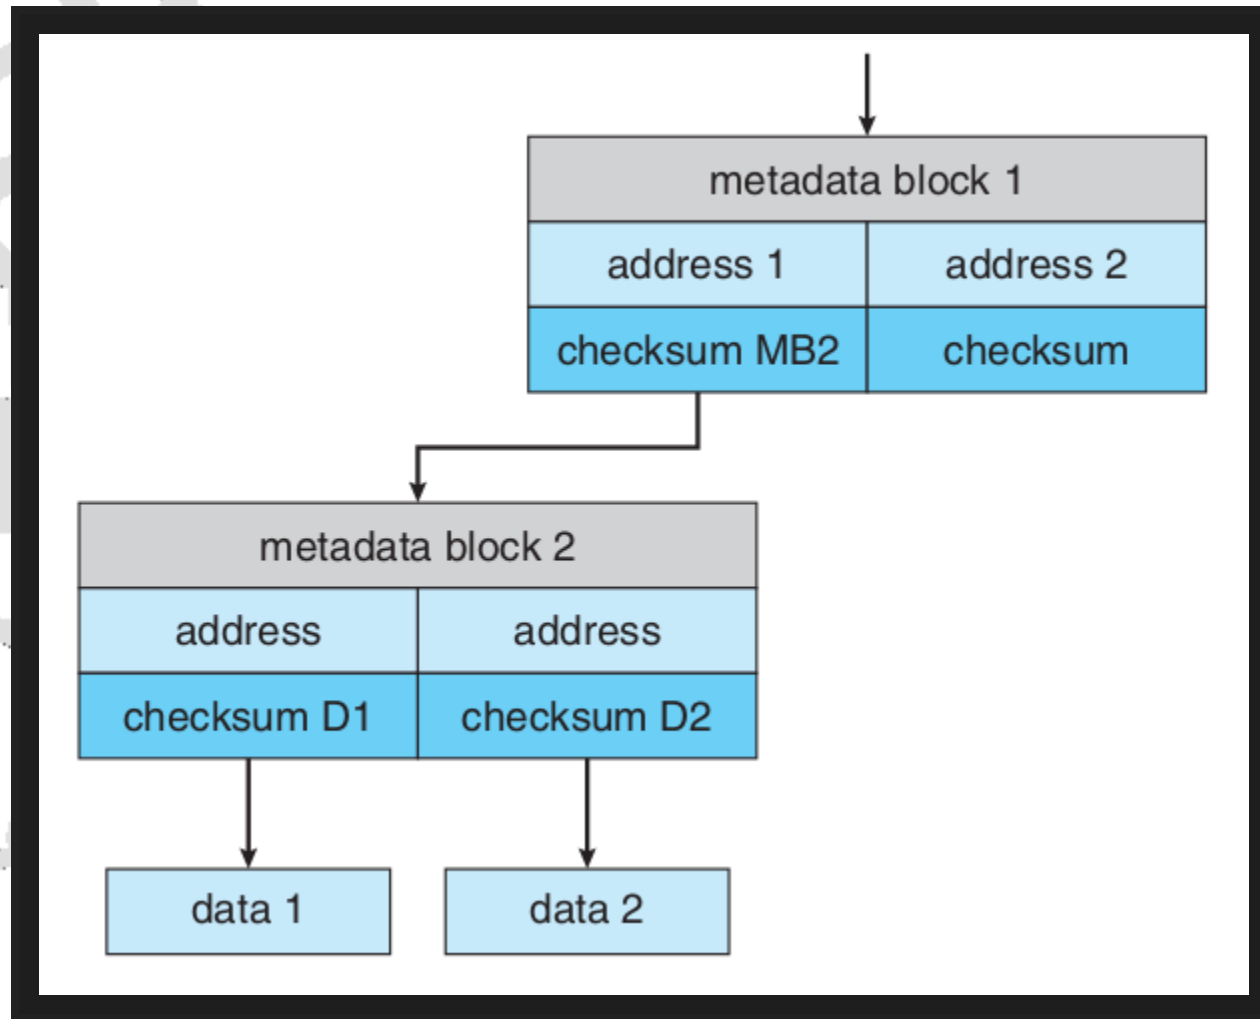 metadata block 1
address 1 address 2
checksum MB2 checksum
metadata block 2
address address
checksum D1 checksum D2
data 1 data 2